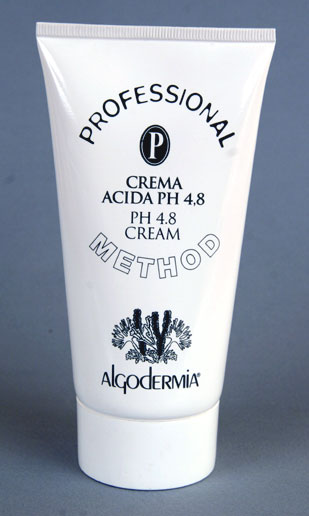 PROFESSIONAL
P
CREMA
ACIDA PH 4,8
PH 4.8
CREAM
METHOD
AlgodermiA®